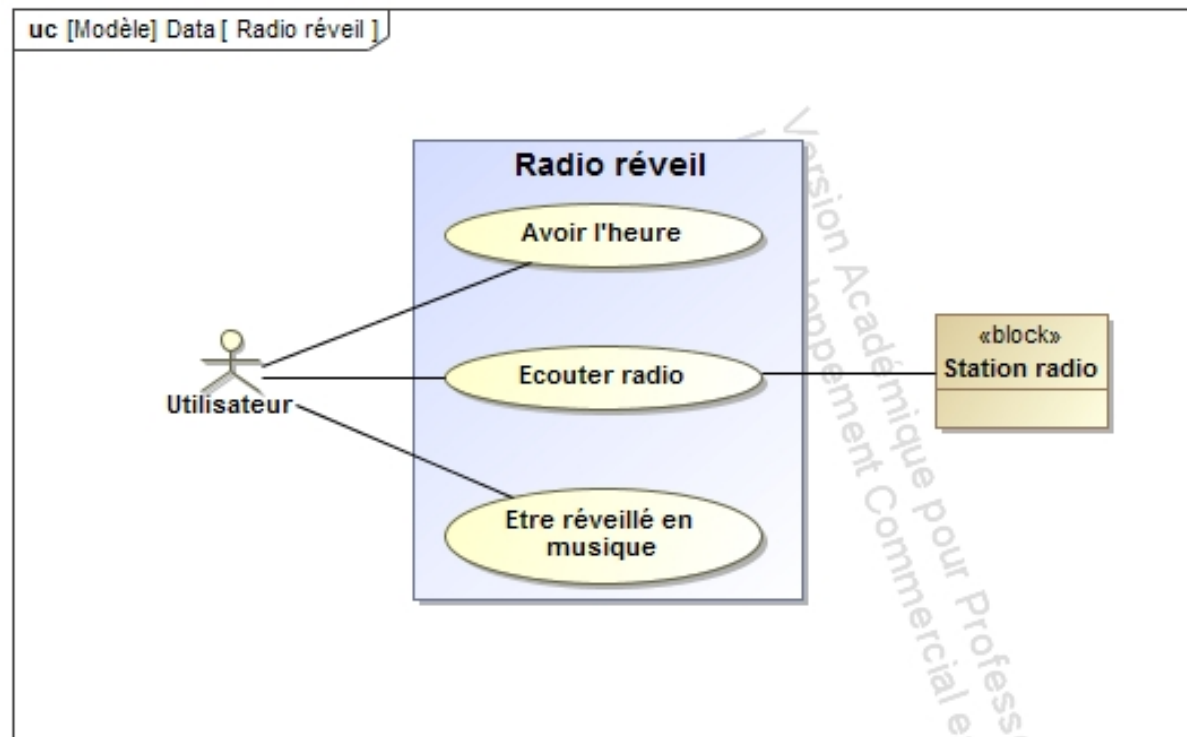 uc [Modèle] Data [ Radio réveil ]
Radio réveil
Avoir l'heure
Utilisateur
Ecouter radio
«block»
Station radio
Etre réveillé en
musique
Version Académique pour Profess
loppement Commercial e